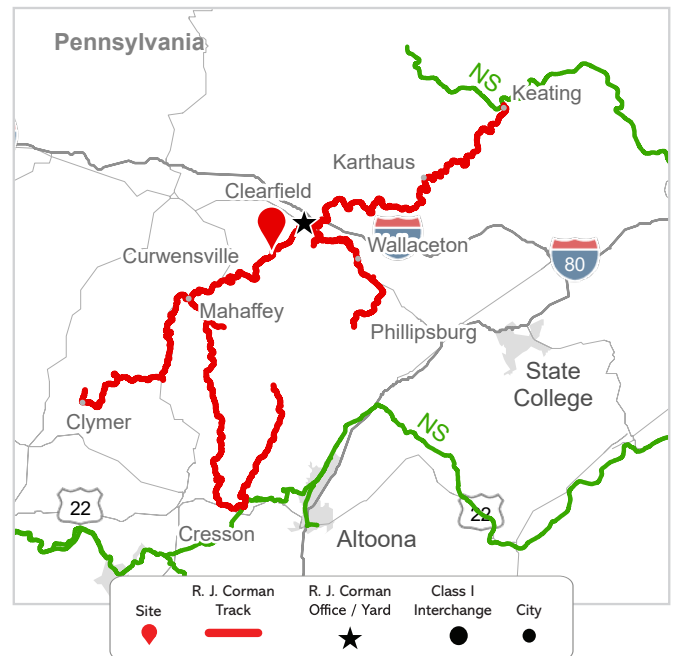 Pennsylvania
NS
Keating
Karthaus
Clearfield
Wallaceton
Curwensville
80
Mahaffey
Phillipsburg
State
College
Clymer
NS
22
22
Cresson
Altoona
Site
R. J. Corman
Track
R. J. Corman
Office / Yard
Class I
Interchange
City